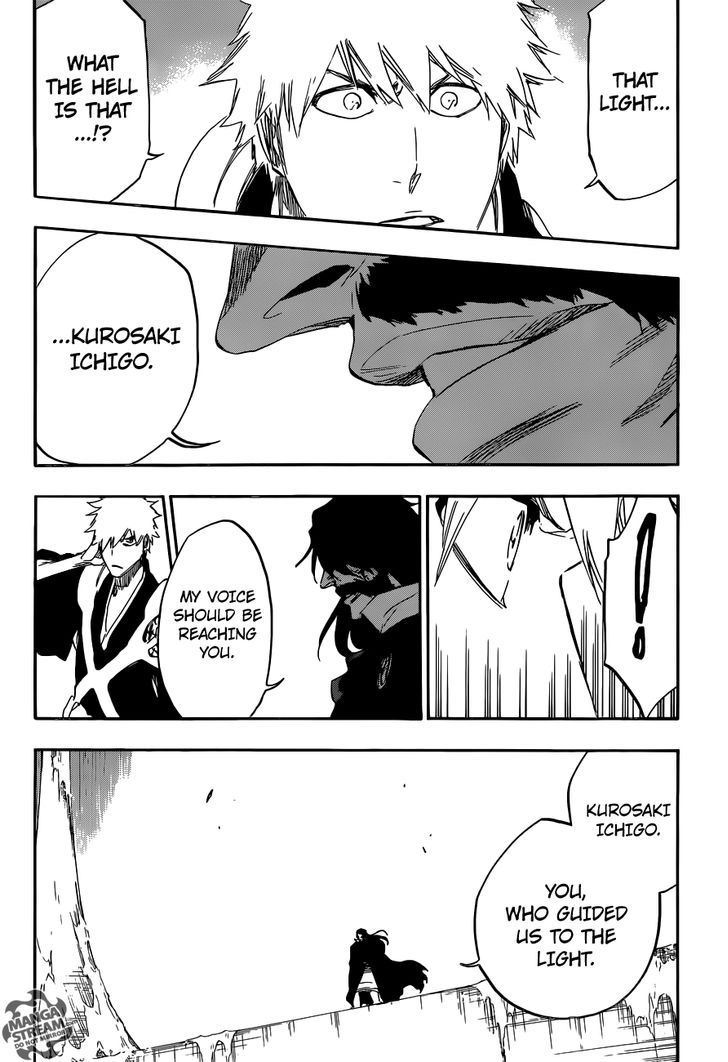 THAT
LIGHT...
WHAT
THE HELL
IS THAT
...!?
...KUROSAKI
ICHIGO.
!
MY VOICE
SHOULD BE
REACHING
YOU.
KUROSAKI
ICHIGO.
YOU,
WHO GUIDED
US TO THE
LIGHT.
MANGA
STREAM
DO NOT MIRROR